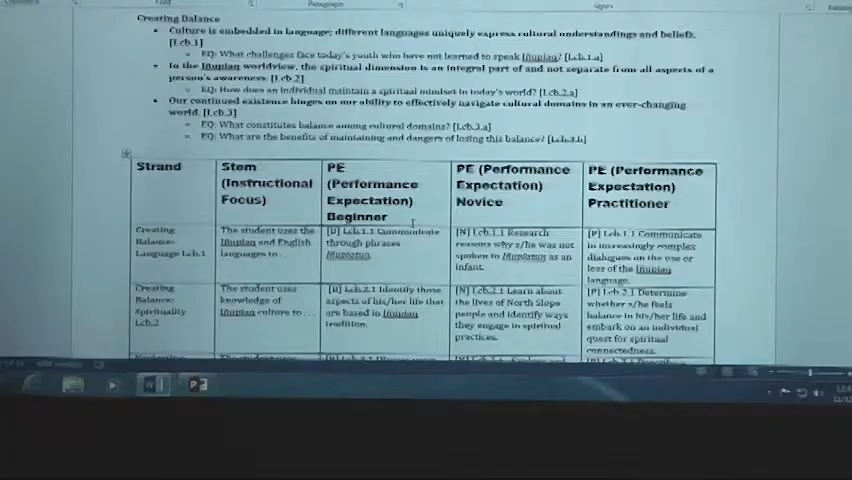 Creating Balance
• Culture is embedded in language; different languages uniquely express cultural understandings and beliefs.
[I.cb.1]
○ EQ: What challenges face today's youth who have not learned to speak Iñupiaq? [I.cb.1.a]
• In the Iñupiaq worldview, the spiritual dimension is an integral part of and not separate from all aspects of a
person's awareness. [I.cb.2]
○ EQ: How does an individual maintain a spiritual mindset in today's world? [I.cb.2.a]
• Our continued existence hinges on our ability to effectively navigate cultural domains in an ever-changing
world. [I.cb.3]
○ EQ: What constitutes balance among cultural domains? [I.cb.3.a]
○ EQ: What are the benefits of maintaining and dangers of losing this balance? [I.cb.3.b]
Strand
Stem
(Instructional
Focus)
PE
(Performance
Expectation)
Beginner
PE (Performance
Expectation)
Novice
PE (Performance
Expectation)
Practitioner
Creating
Balance:
Language I.cb.1
The student uses the
Iñupiaq and English
languages to...
[B] I.cb.1.1 Communicate
through phrases
Iñupiatun.
[N] I.cb.1.1 Research
reasons why s/he was not
spoken to Iñupiatun as an
infant.
[P] I.cb.1.1 Communicate
in increasingly complex
dialogues on the use or
loss of the Iñupiaq
language.
Creating
Balance:
Spirituality
I.cb.2
The student uses
knowledge of
Iñupiaq culture to ...
[B] I.cb.2.1 Identify those
aspects of his/her life that
are based in Iñupiaq
tradition.
[N] I.cb.2.1 Learn about
the lives of North Slope
people and identify ways
they engage in spiritual
practices.
[P] I.cb.2.1 Determine
whether s/he feels
balance in his/her life and
embark on an individual
quest for spiritual
connectedness.